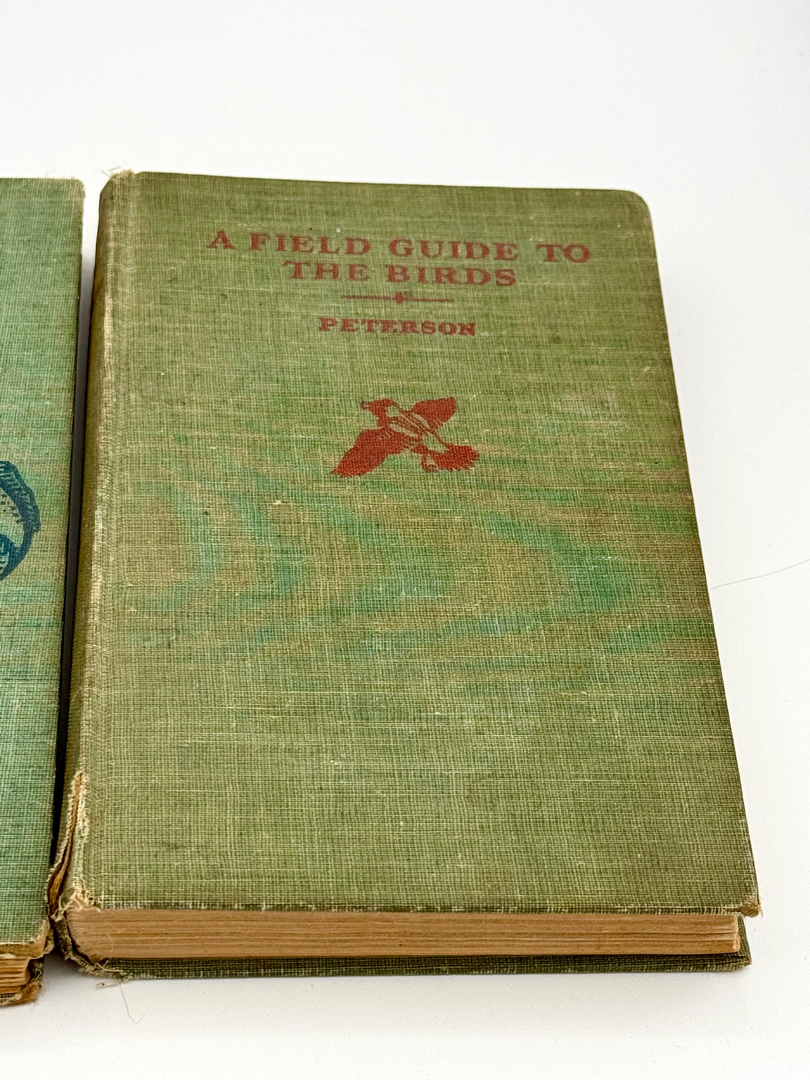 A FIELD GUIDE TO
THE BIRDS
PETERSON